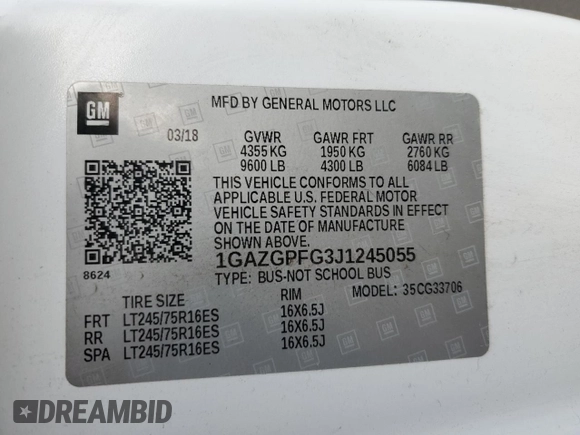 GM
MFD BY GENERAL MOTORS LLC
03/18 GVWR GAWR FRT GAWR RR
4355 KG 1950 KG 2760 KG
9600 LB 4300 LB 6084 LB
THIS VEHICLE CONFORMS TO ALL
APPLICABLE U.S. FEDERAL MOTOR
VEHICLE SAFETY STANDARDS IN EFFECT
ON THE DATE OF MANUFACTURE
SHOWN ABOVE.
1GAZGPFG3J1245055
8624
TYPE: BUS-NOT SCHOOL BUS
TIRE SIZE RIM MODEL: 35CG33706
FRT LT245/75R16ES 16X6.5J
RR LT245/75R16ES 16X6.5J
SPA LT245/75R16ES 16X6.5J
DREAMBID